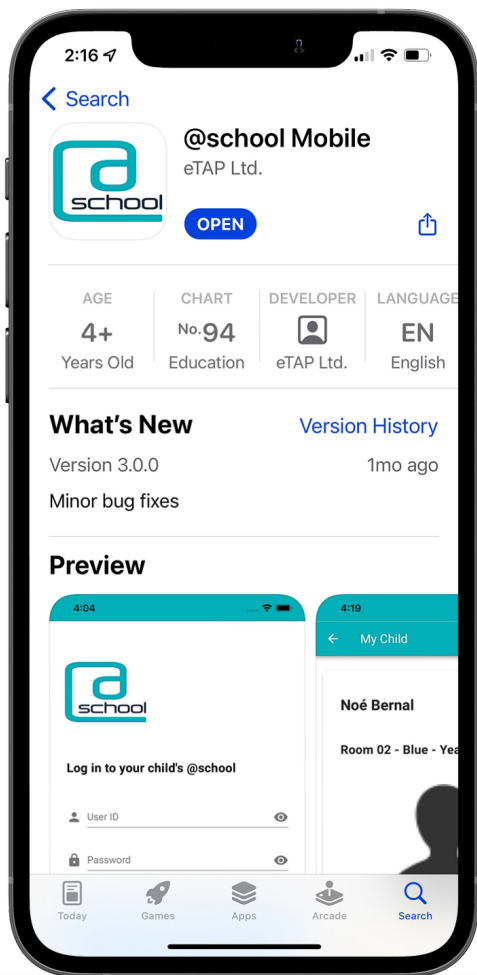 2:16
Search
@school Mobile
eTAP Ltd.
OPEN
a
school
AGE
CHART
DEVELOPER
LANGUAGE
4+
No.94
EN
Years Old
Education
eTAP Ltd.
English
What's New
Version History
Version 3.0.0
1mo ago
Minor bug fixes
Preview
4:04
4:19
My Child
a
school
Noé Bernal
Log in to your child's @school
Room 02 - Blue - Yea
User ID
Password
Today
Games
Apps
Arcade
Search